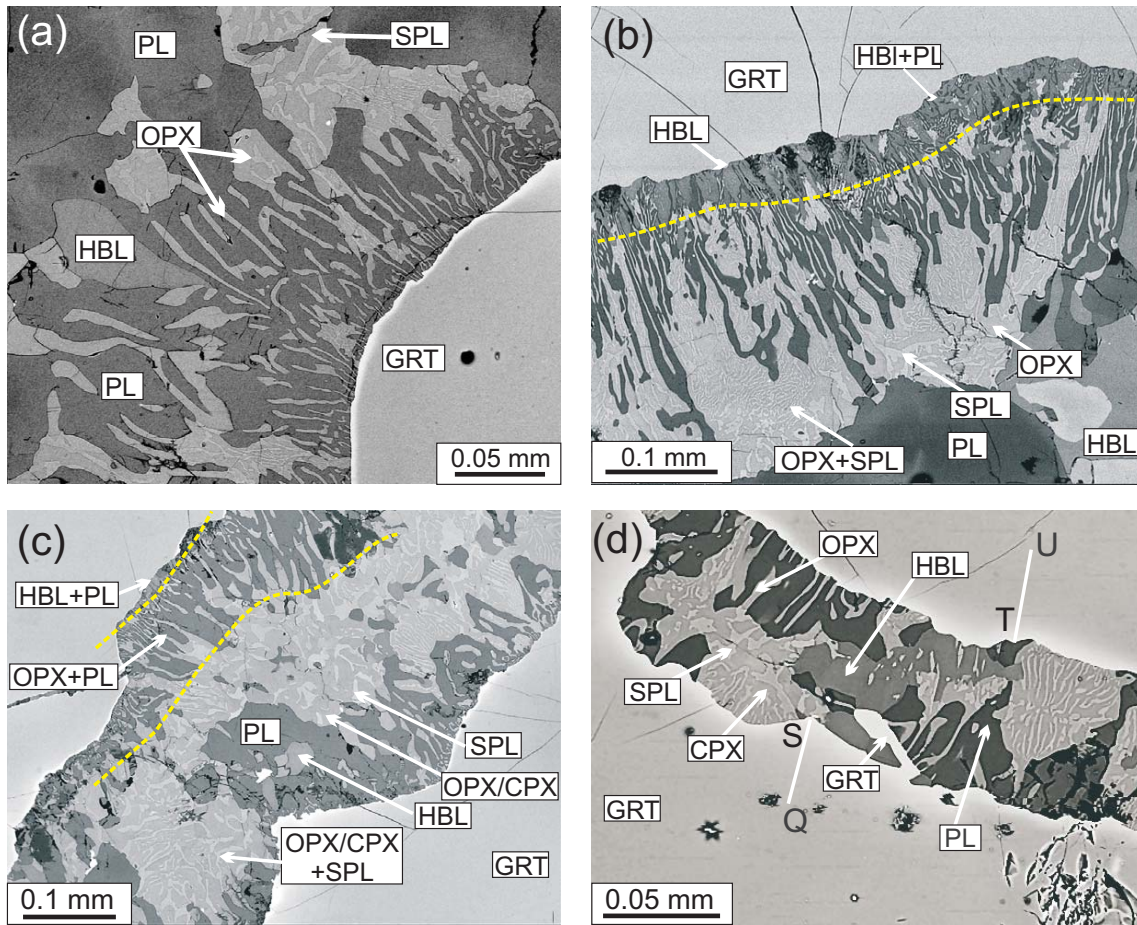 (a)
PL
SPL
OPX
HBL
PL
GRT
0.05 mm
(b)
GRT
HBl+PL
HBL
OPX
SPL
PL
HBL
OPX+SPL
0.1 mm
(c)
HBL+PL
OPX+PL
PL
SPL
OPX/CPX
HBL
OPX/CPX
+SPL
GRT
0.1 mm
(d)
OPX
HBL
U
T
SPL
CPX
S
GRT
GRT
Q
PL
0.05 mm